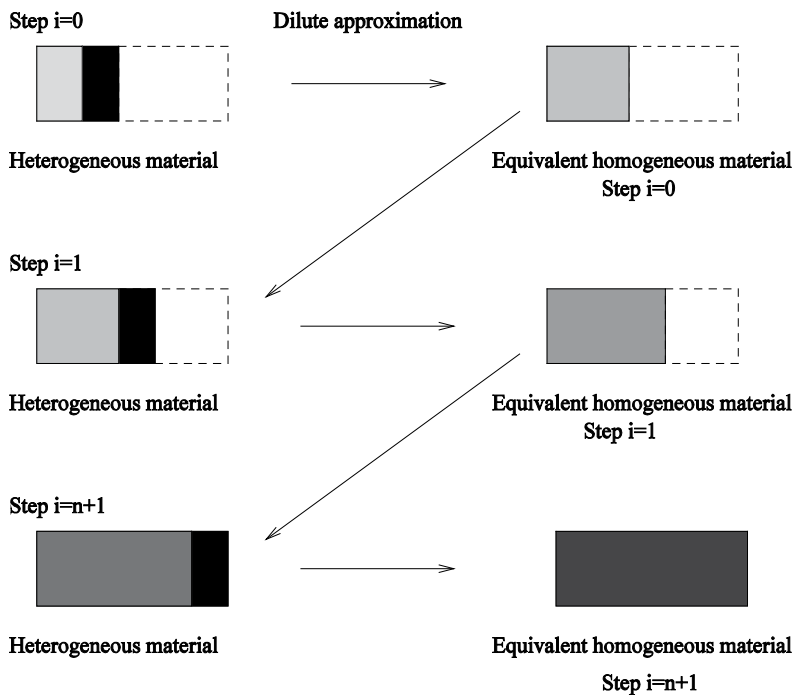 Step i=0
Dilute approximation
Heterogeneous material
Equivalent homogeneous material
Step i=0
Step i=1
Heterogeneous material
Equivalent homogeneous material
Step i=1
Step i=n+1
Heterogeneous material
Equivalent homogeneous material
Step i=n+1